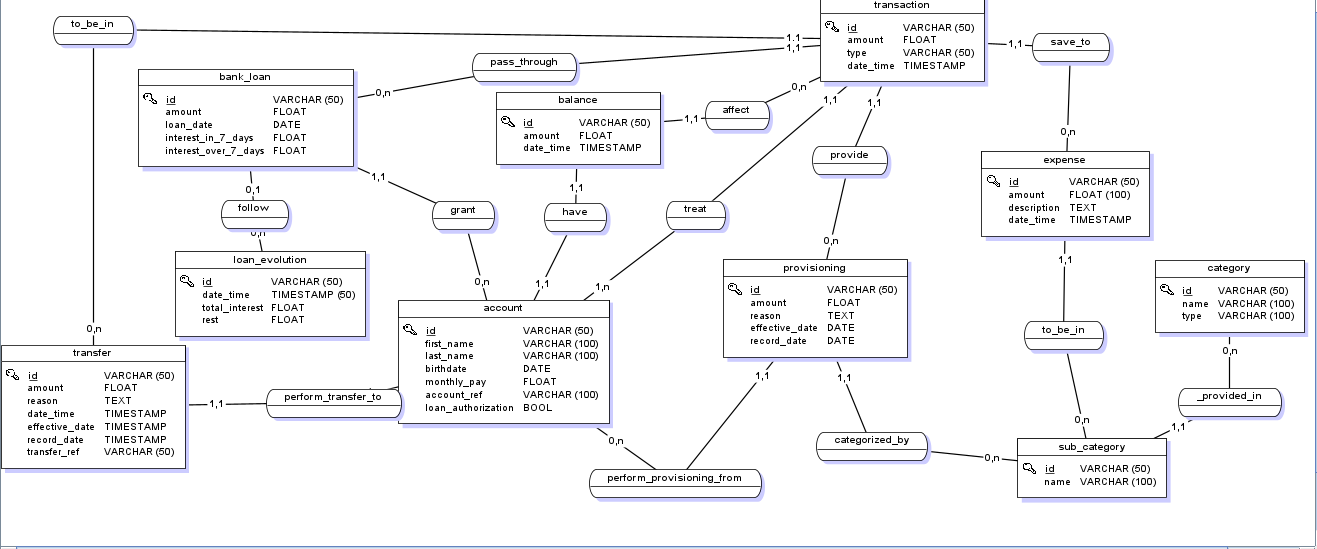 transaction
id VARCHAR (50)
amount FLOAT
type VARCHAR (50)
date_time TIMESTAMP
to_be_in
1,1
1,1
1,1
save_to
pass_through
0,n
0,n
1,1
1,1
bank_loan
id VARCHAR (50)
amount FLOAT
loan_date DATE
interest_in_7_days FLOAT
interest_over_7_days FLOAT
balance
id VARCHAR (50)
amount FLOAT
date_time TIMESTAMP
1,1
affect
0,n
provide
expense
id VARCHAR (50)
amount FLOAT (100)
description TEXT
date_time TIMESTAMP
1,1
0,1
1,1
follow
grant
have
treat
0,n
0,n
1,1
loan_evolution
id VARCHAR (50)
date_time TIMESTAMP (50)
total_interest FLOAT
rest FLOAT
0,n
1,1
1,n
provisioning
id VARCHAR (50)
amount FLOAT
reason TEXT
effective_date DATE
record_date DATE
category
id VARCHAR (50)
name VARCHAR (100)
type VARCHAR (100)
account
id VARCHAR (50)
first_name VARCHAR (100)
last_name VARCHAR (100)
birthdate DATE
monthly_pay FLOAT
account_ref VARCHAR (100)
loan_authorization BOOL
0,n
to_be_in
0,n
transfer
id VARCHAR (50)
amount FLOAT
reason TEXT
date_time TIMESTAMP
effective_date TIMESTAMP
record_date TIMESTAMP
transfer_ref VARCHAR (50)
1,1
perform_transfer_to
1,1
1,1
_provided_in
0,n
1,1
0,n
categorized_by
0,n
sub_category
id VARCHAR (50)
name VARCHAR (100)
perform_provisioning_from